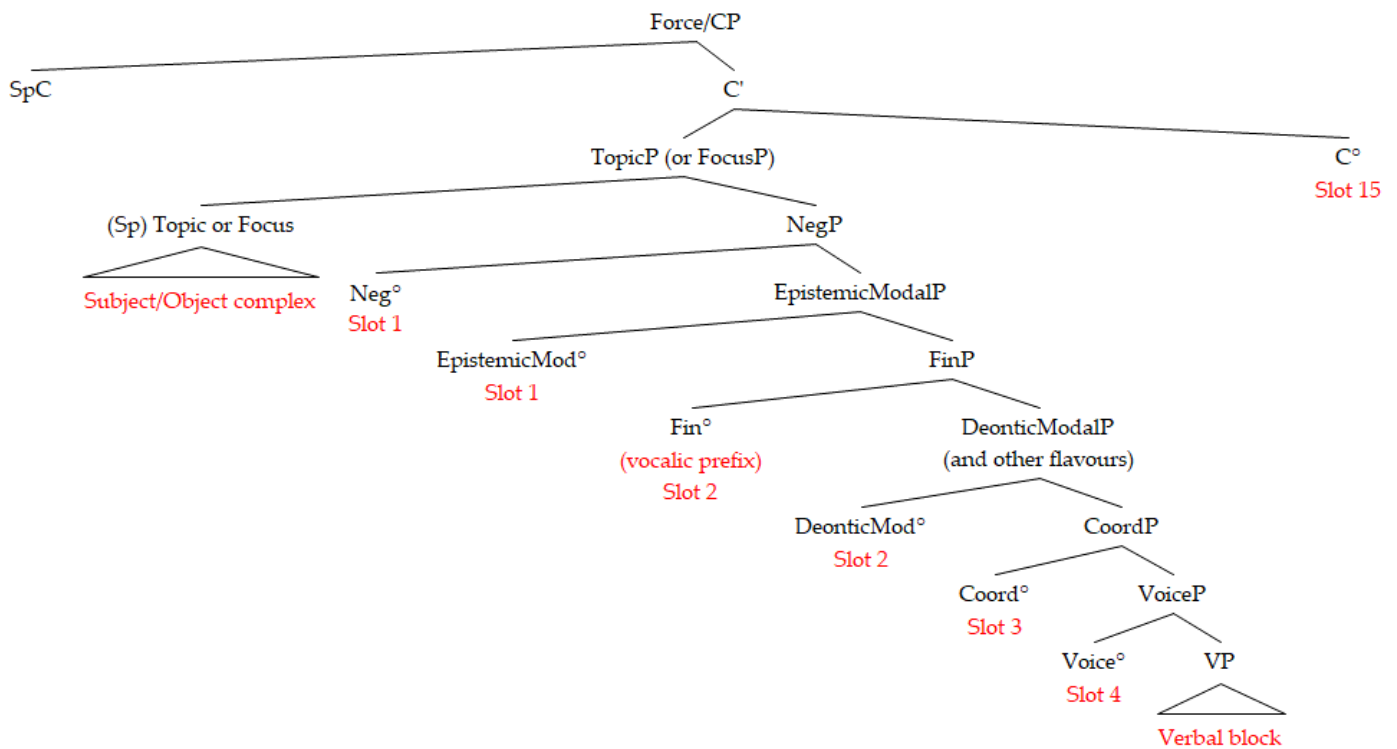 Force/CP
SpC
C'
TopicP (or FocusP)
C°
Slot 15
(Sp) Topic or Focus
NegP
Subject/Object complex
Neg°
Slot 1
EpistemicModalP
EpistemicMod°
Slot 1
FinP
Fin°
(vocalic prefix)
Slot 2
DeonticModalP
(and other flavours)
DeonticMod°
Slot 2
CoordP
Coord°
Slot 3
VoiceP
Voice°
Slot 4
VP
Verbal block